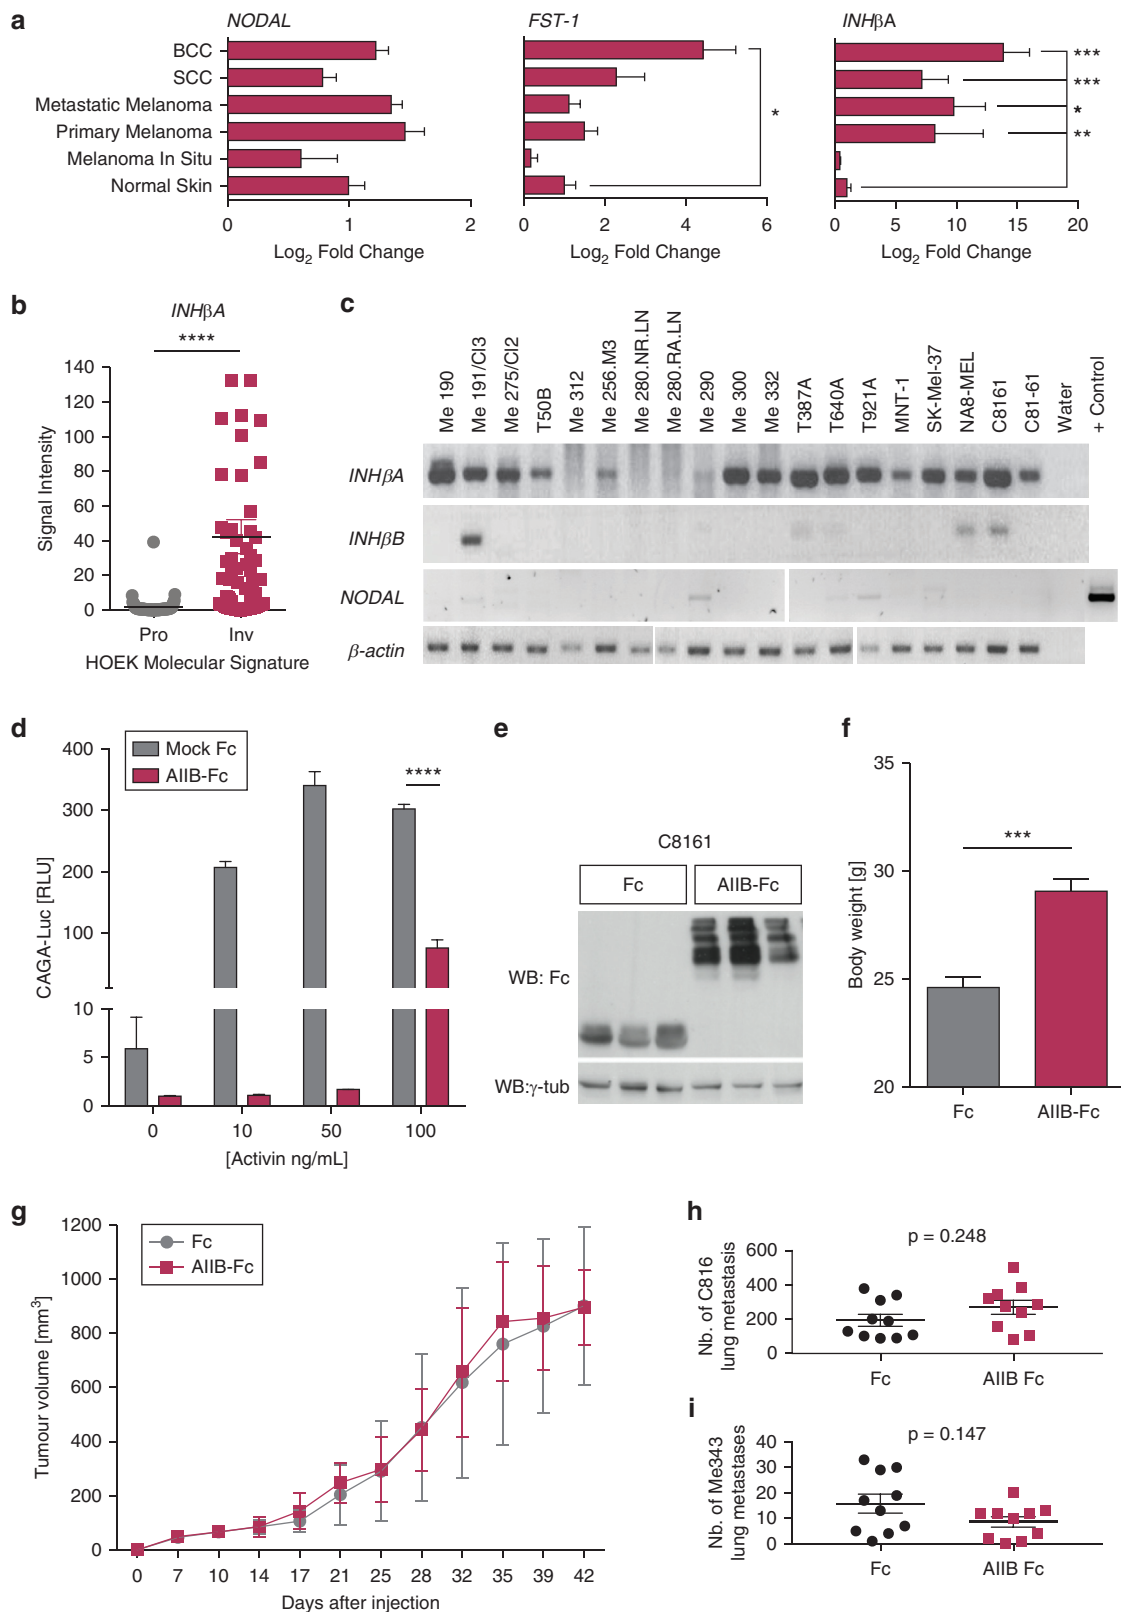 a
NODAL
FST-1
INHβA
BCC
SCC
Metastatic Melanoma
Primary Melanoma
Melanoma In Situ
Normal Skin
***
***
*
**
*
0 1 2
0 2 4 6
0 5 10 15 20
Log2 Fold Change
Log2 Fold Change
Log2 Fold Change
b
INHβA
****
Signal Intensity
140
120
100
80
60
40
20
0
Pro Inv
HOEK Molecular Signature
c
Me 190
Me 191/Cl3
Me 275/Cl2
T50B
Me 312
Me 256.M3
Me 280.NR.LN
Me 280.RA.LN
Me 290
Me 300
Me 332
T387A
T640A
T921A
MNT-1
SK-Mel-37
NA8-MEL
C8161
C81-61
Water
+ Control
INHβA
INHβB
NODAL
β-actin
d
Mock Fc
AIIB-Fc
****
CAGA-Luc [RLU]
400
300
200
100
10
5
0
0 10 50 100
[Activin ng/mL]
e
C8161
Fc AIIB-Fc
WB: Fc
WB:γ-tub
f
Body weight [g]
35
30
25
20
***
Fc AIIB-Fc
g
Fc
AIIB-Fc
Tumour volume [mm3]
1200
1000
800
600
400
200
0
0 7 10 14 17 21 25 28 32 35 39 42
Days after injection
h
p = 0.248
Nb. of C816
lung metastasis
600
400
200
0
Fc AIIB Fc
i
p = 0.147
Nb. of Me343
lung metastases
40
30
20
10
0
Fc AIIB Fc